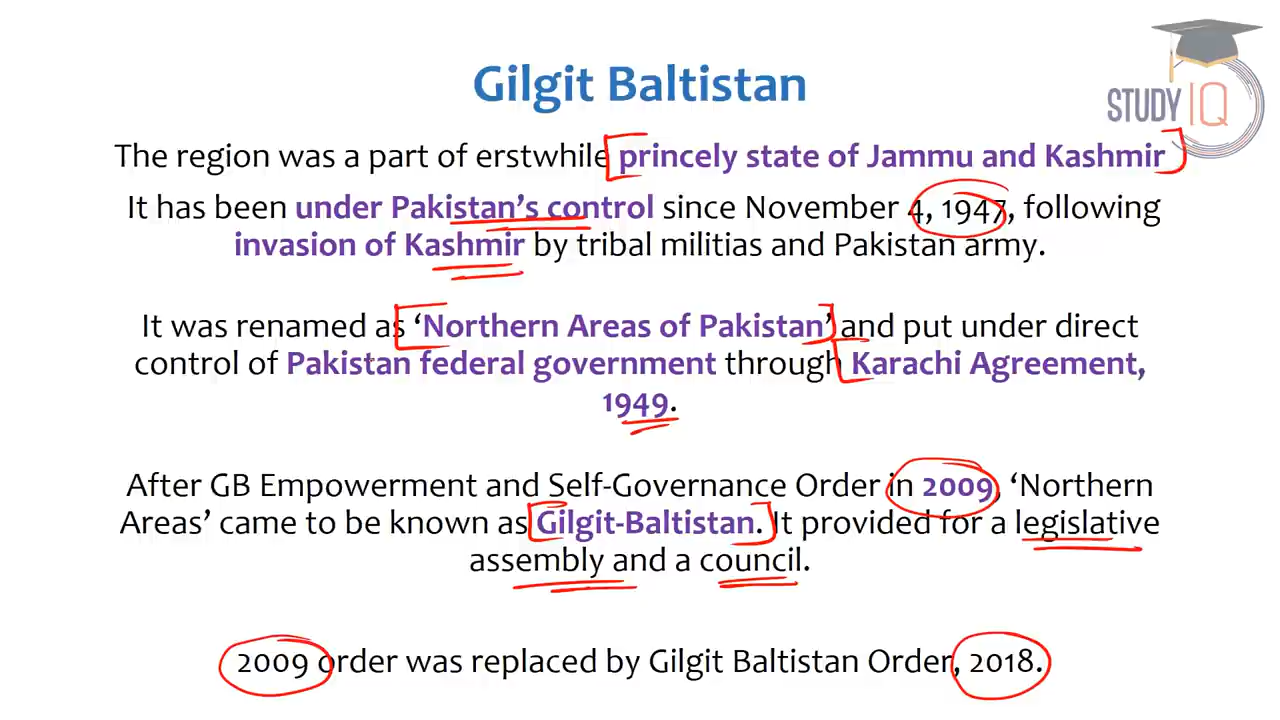 Gilgit Baltistan
STUDY IQ
The region was a part of erstwhile princely state of Jammu and Kashmir
It has been under Pakistan's control since November 4, 1947, following
invasion of Kashmir by tribal militias and Pakistan army.
It was renamed as ‘Northern Areas of Pakistan’ and put under direct
control of Pakistan federal government through Karachi Agreement,
1949.
After GB Empowerment and Self-Governance Order in 2009, ‘Northern
Areas’ came to be known as Gilgit-Baltistan. It provided for a legislative
assembly and a council.
2009 order was replaced by Gilgit Baltistan Order, 2018.